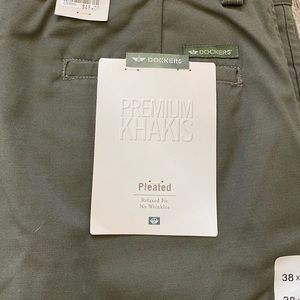 DOCKERS
DOCKERS
PREMIUM
KHAKIS
Pleated
Relaxed Fit
No Wrinkles
38 x